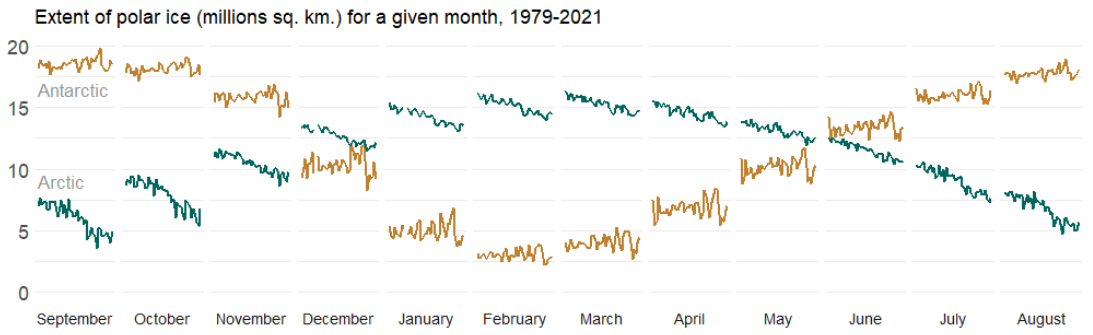 Extent of polar ice (millions sq. km.) for a given month, 1979-2021
20
Antarctic
15
10
Arctic
5
0
September October November December January February March April May June July August